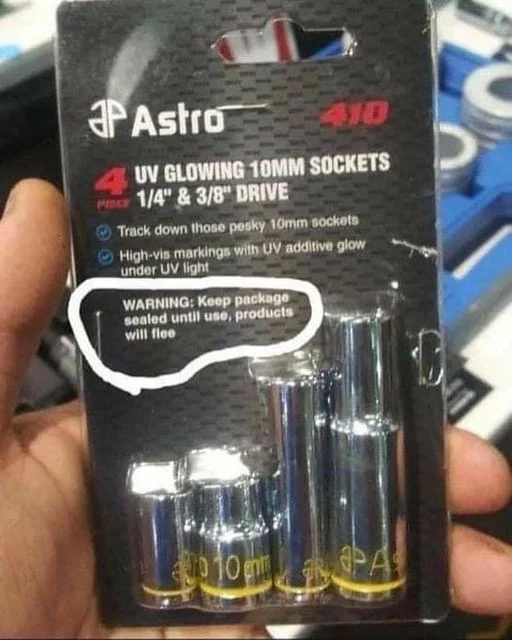 Astro
410
4 PIECE
UV GLOWING 10MM SOCKETS
1/4" & 3/8" DRIVE
Track down those pesky 10mm sockets
High-vis markings with UV additive glow
under UV light
WARNING: Keep package
sealed until use, products
will flee
10mm